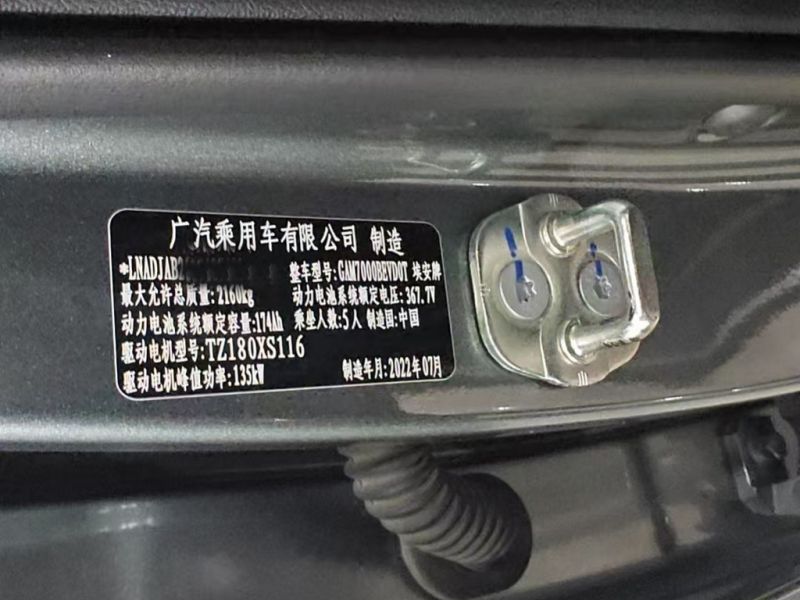 广汽乘用车有限公司 制造
*LNADJAB2 整车型号:GAM7000BEVD0T 埃安牌
最大允许总质量:2160kg 动力电池系统额定电压:367.7V
动力电池系统额定容量:174Ah 乘坐人数:5人 制造国:中国
驱动电机型号:TZ180XS116
驱动电机峰值功率:135kW 制造年月:2022年07月